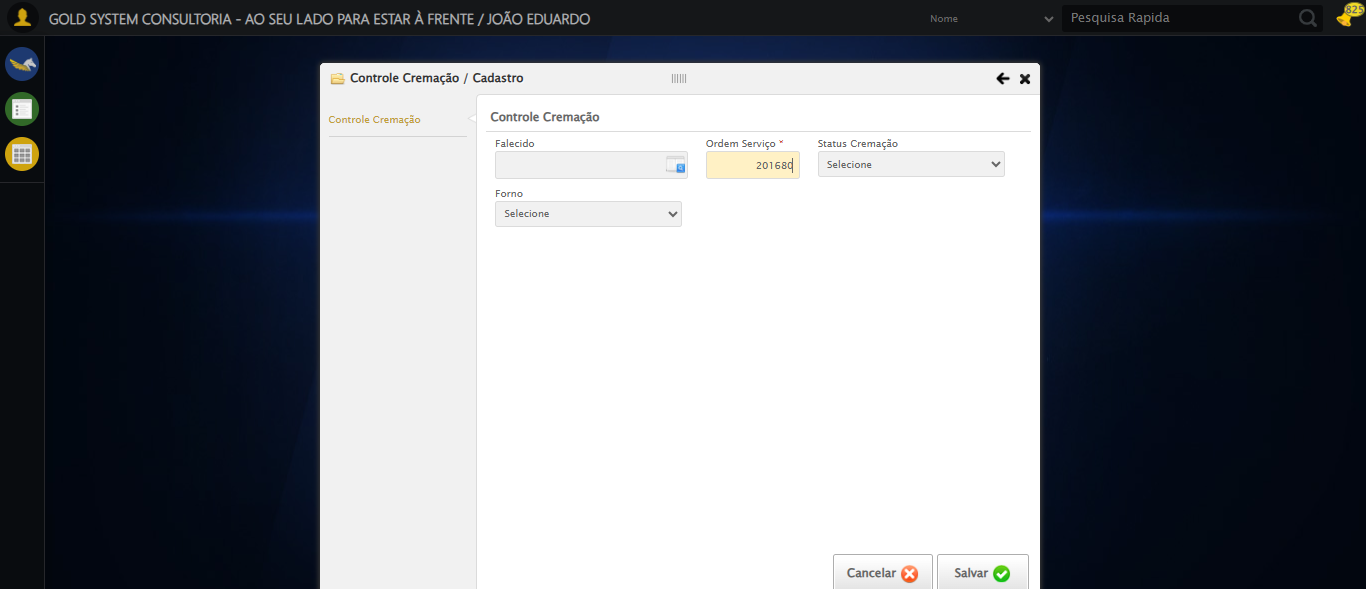 GOLD SYSTEM CONSULTORIA - AO SEU LADO PARA ESTAR À FRENTE / JOÃO EDUARDO
Nome
Pesquisa Rapida
825
Controle Cremação / Cadastro
Controle Cremação
Controle Cremação
Falecido
Ordem Serviço *
Status Cremação
201680
Selecione
Forno
Selecione
Cancelar
Salvar